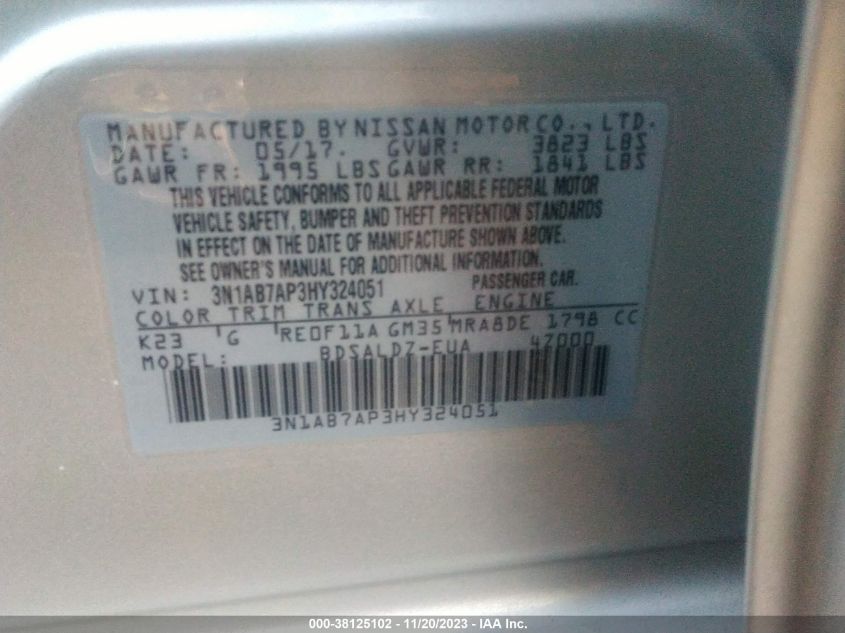 MANUFACTURED BY NISSAN MOTOR CO., LTD.
DATE: 05/17. GVWR: 3823 LBS
GAWR FR: 1995 LBS GAWR RR: 1841 LBS
THIS VEHICLE CONFORMS TO ALL APPLICABLE FEDERAL MOTOR
VEHICLE SAFETY, BUMPER AND THEFT PREVENTION STANDARDS
IN EFFECT ON THE DATE OF MANUFACTURE SHOWN ABOVE.
SEE OWNER'S MANUAL FOR ADDITIONAL INFORMATION.
VIN: 3N1AB7AP3HY324051 PASSENGER CAR.
COLOR TRIM TRANS AXLE ENGINE
K23 'G 'RE0F11A GM35 'MRA8DE 1798 CC
MODEL: BDSALDZ-EUA 47000
3N1AB7AP3HY324051
000-38125102 - 11/20/2023 - IAA Inc.